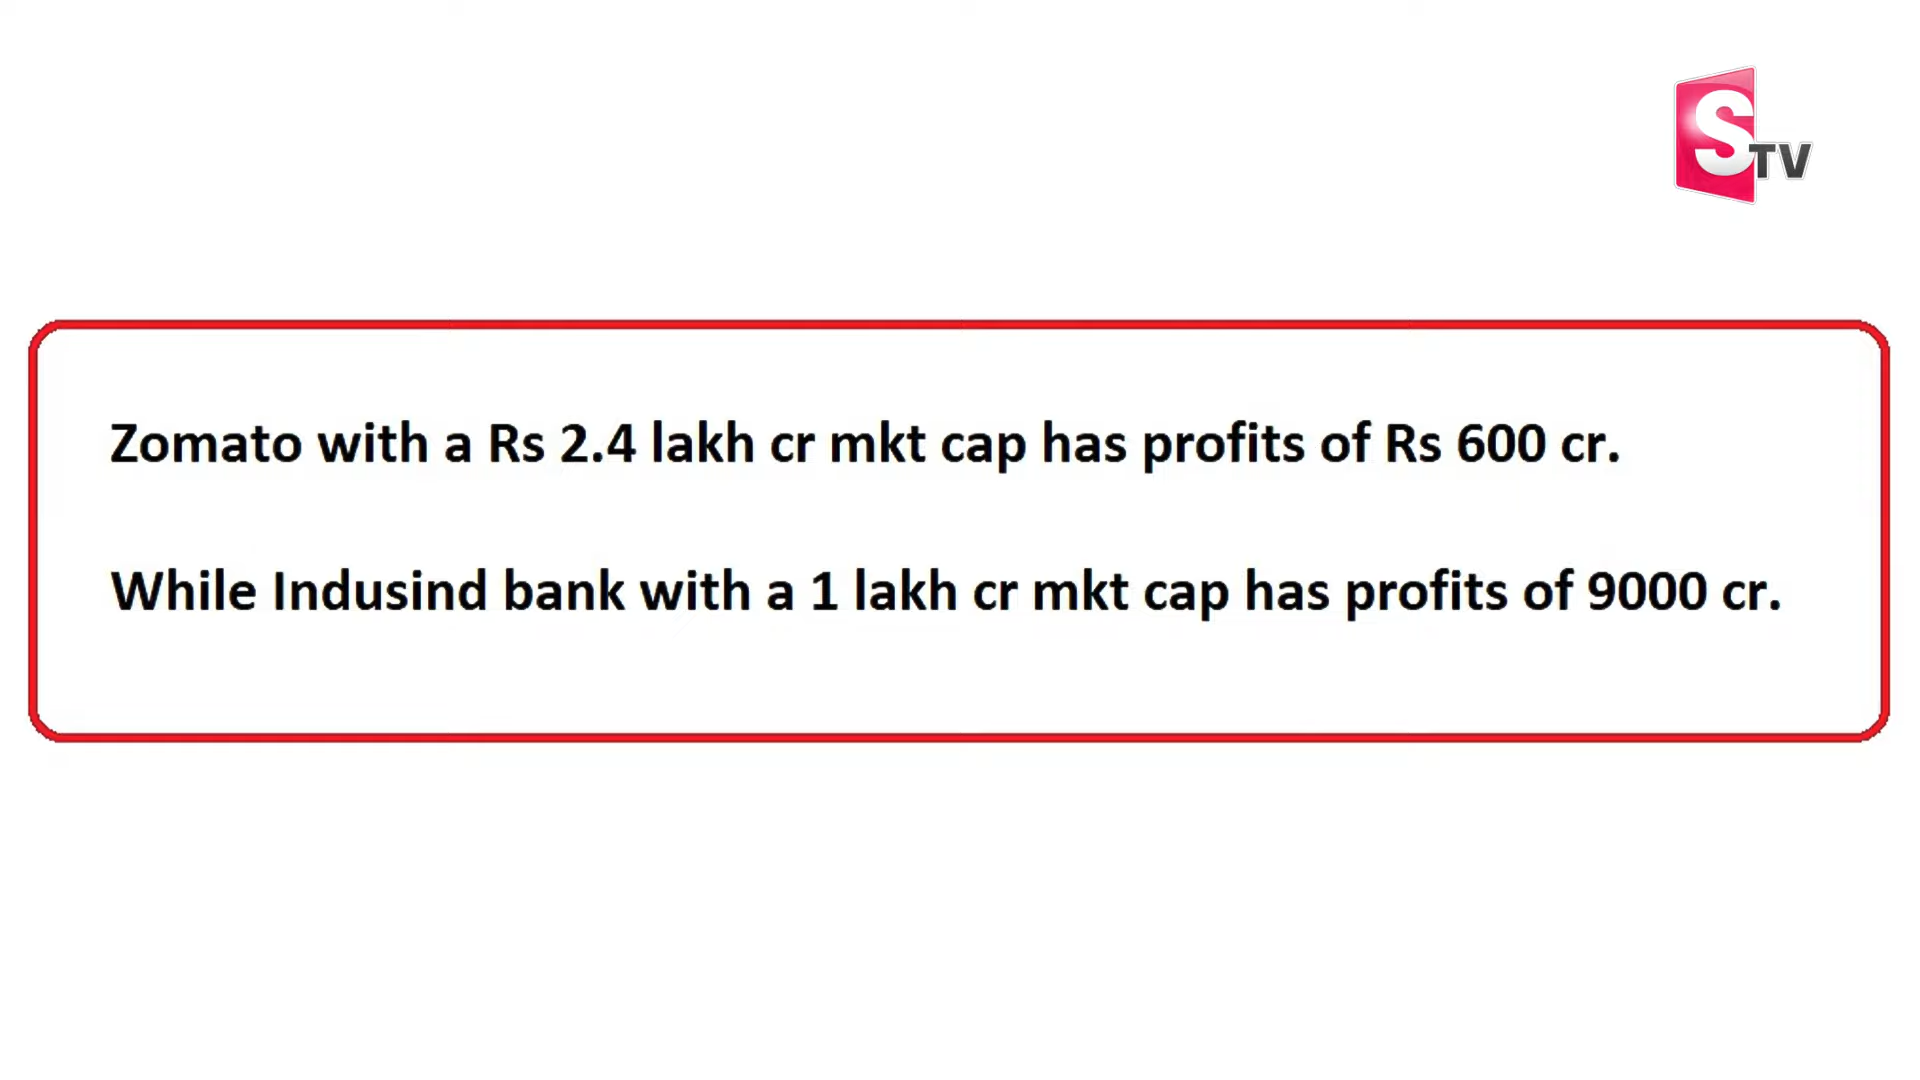 STV
Zomato with a Rs 2.4 lakh cr mkt cap has profits of Rs 600 cr.
While Indusind bank with a 1 lakh cr mkt cap has profits of 9000 cr.